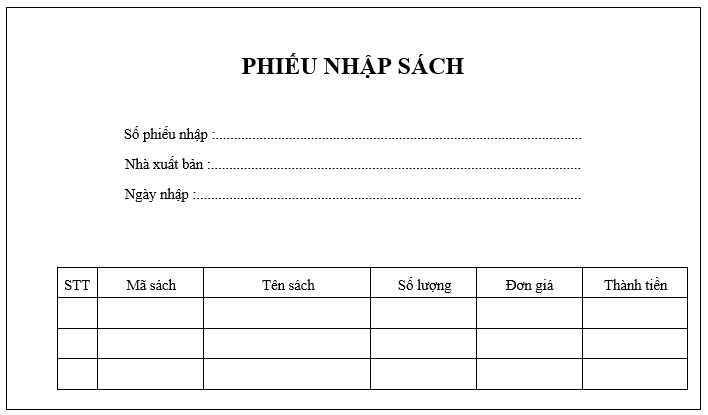 PHIẾU NHẬP SÁCH
Số phiếu nhập :....................................................................................................
Nhà xuất bản :.....................................................................................................
Ngày nhập :.........................................................................................................
STT Mã sách Tên sách Số lượng Đơn giá Thành tiền